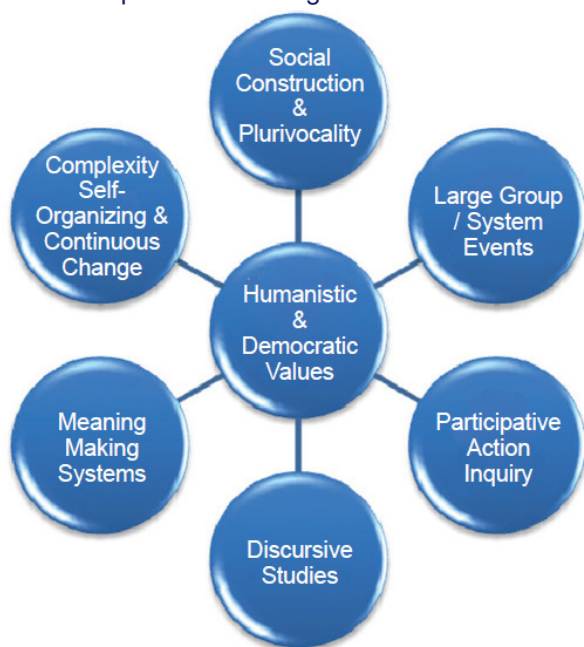 Social
Construction
&
Plurivocality
Large Group
/ System
Events
Participative
Action
Inquiry
Discursive
Studies
Meaning
Making
Systems
Complexity
Self-
Organizing &
Continuous
Change
Humanistic
&
Democratic
Values